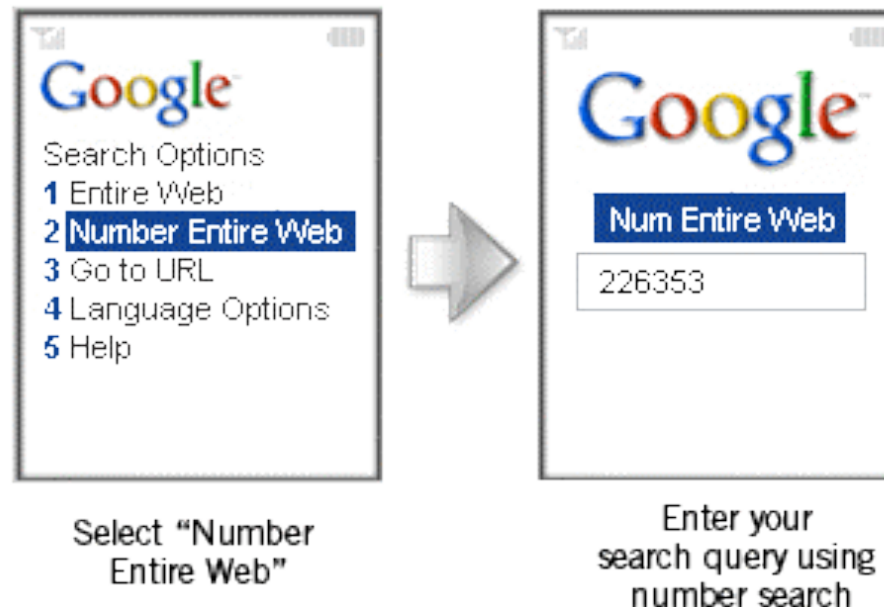 Google
Search Options
1 Entire Web
2 Number Entire Web
3 Go to URL
4 Language Options
5 Help
Select “Number
Entire Web”
Google
Num Entire Web
226353
Enter your
search query using
number search